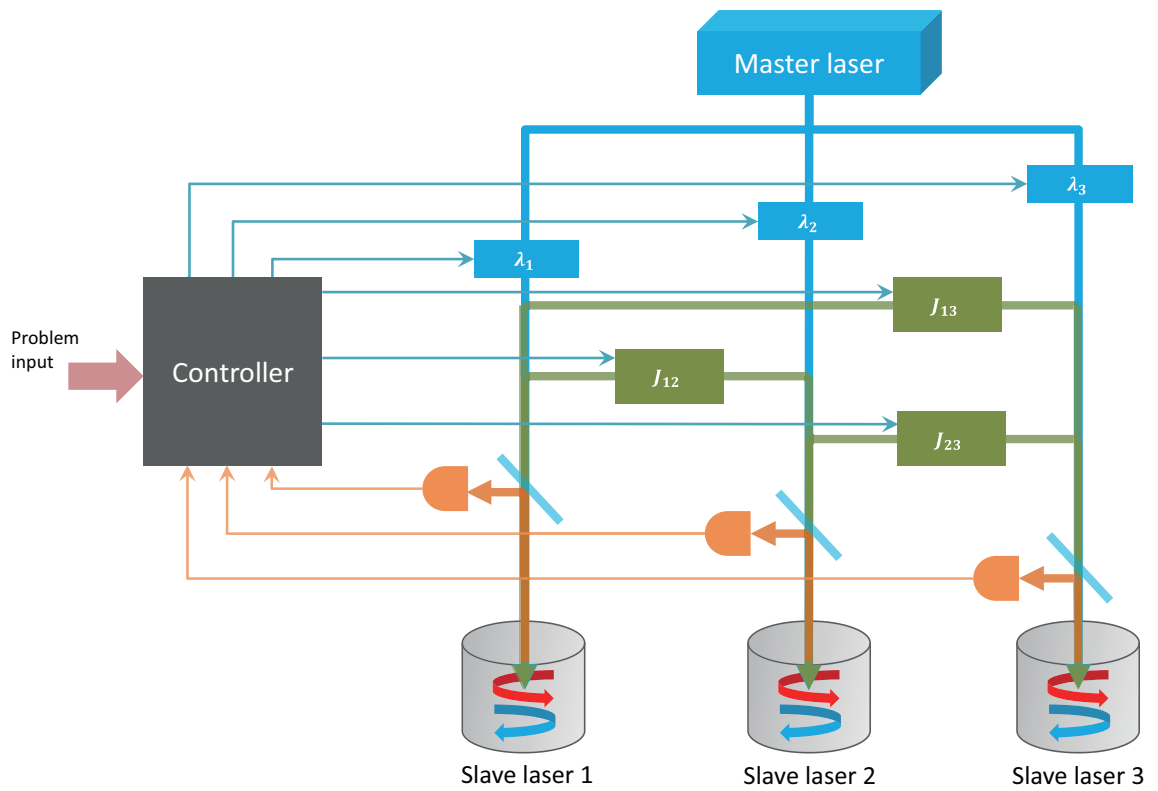 Master laser
λ₃
λ₂
λ₁
J₁₃
Problem
input
Controller
J₁₂
J₂₃
Slave laser 1
Slave laser 2
Slave laser 3